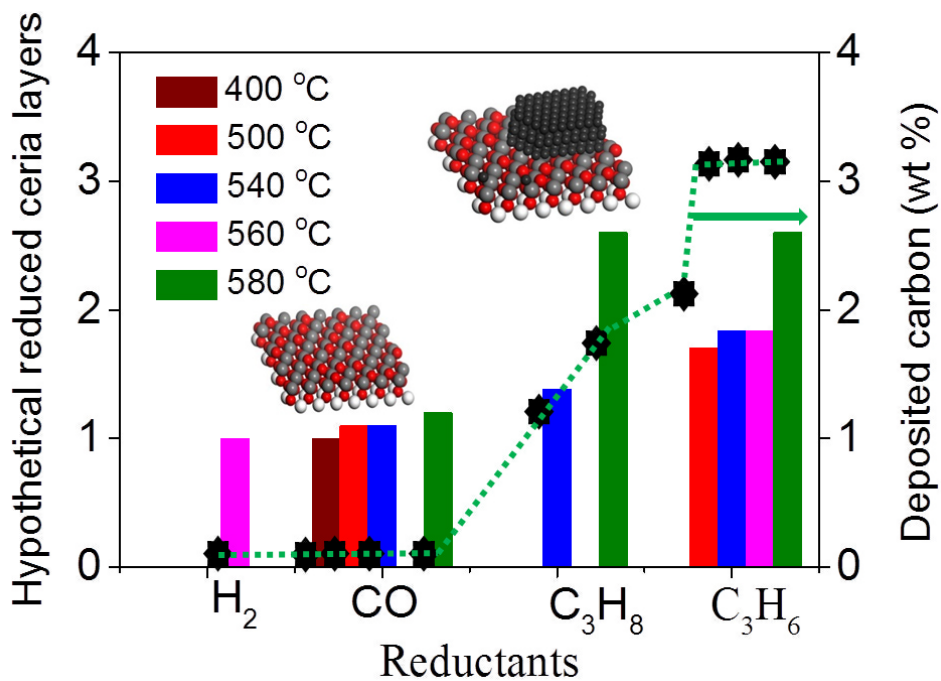 Hypothetical reduced ceria layers
4
3
2
1
0
400 °C
500 °C
540 °C
560 °C
580 °C
4
3
2
1
0
Deposited carbon (wt %)
H₂
CO
C₃H₈
C₃H₆
Reductants